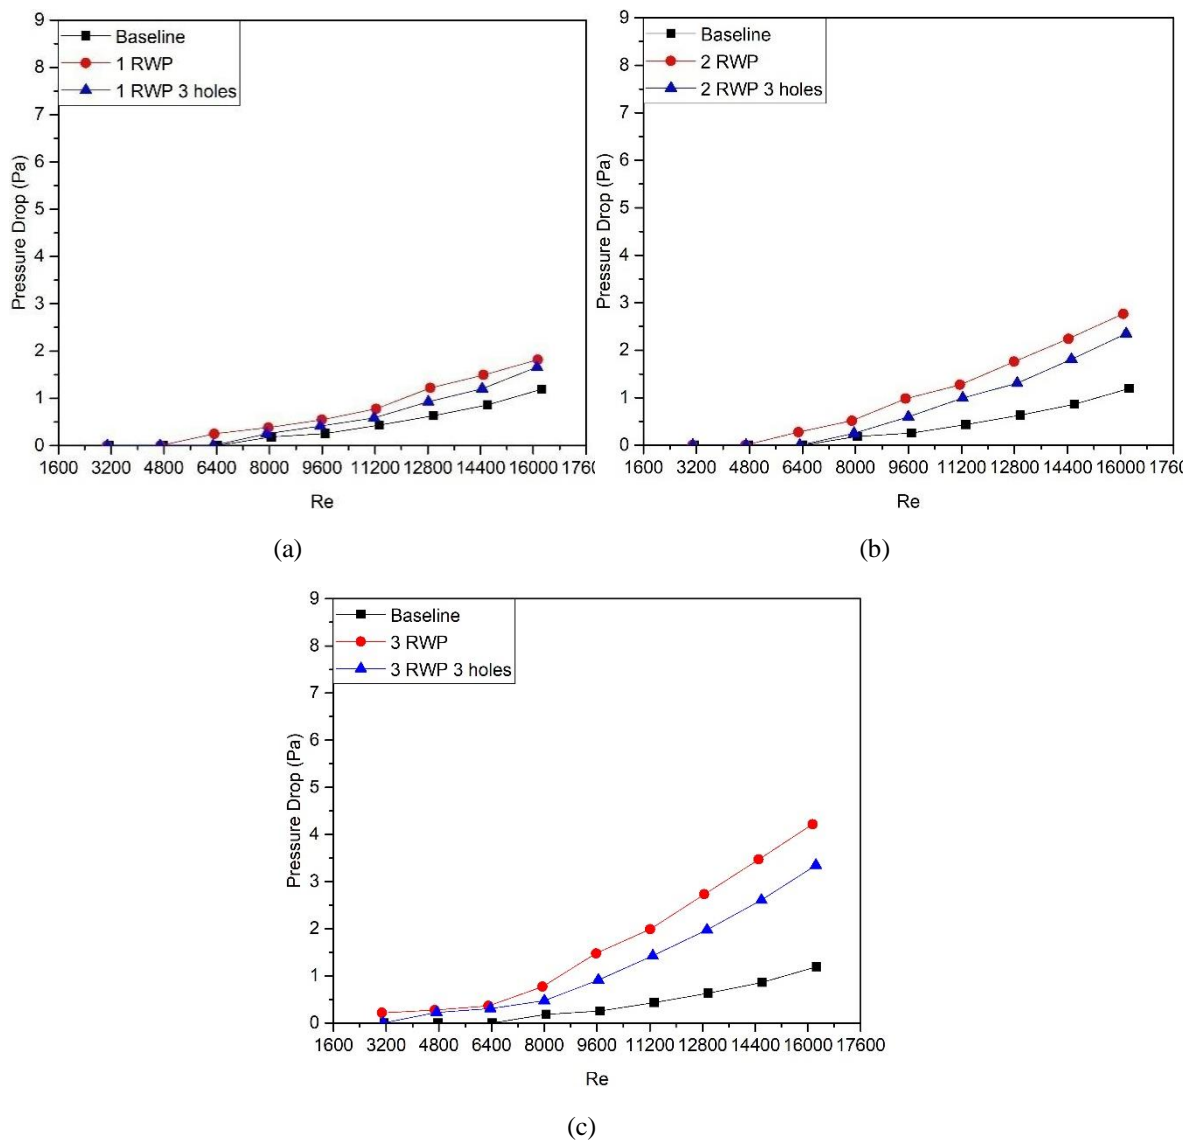 9
8
7
6
5
4
3
2
1
0
Pressure Drop (Pa)
Baseline
1 RWP
1 RWP 3 holes
1600 3200 4800 6400 8000 9600 11200 12800 14400 16000 1760
Re
(a)
9
8
7
6
5
4
3
2
1
0
Pressure Drop (Pa)
Baseline
2 RWP
2 RWP 3 holes
1600 3200 4800 6400 8000 9600 11200 12800 14400 16000 1760
Re
(b)
9
8
7
6
5
4
3
2
1
0
Pressure Drop (Pa)
Baseline
3 RWP
3 RWP 3 holes
1600 3200 4800 6400 8000 9600 11200 12800 14400 16000 17600
Re
(c)